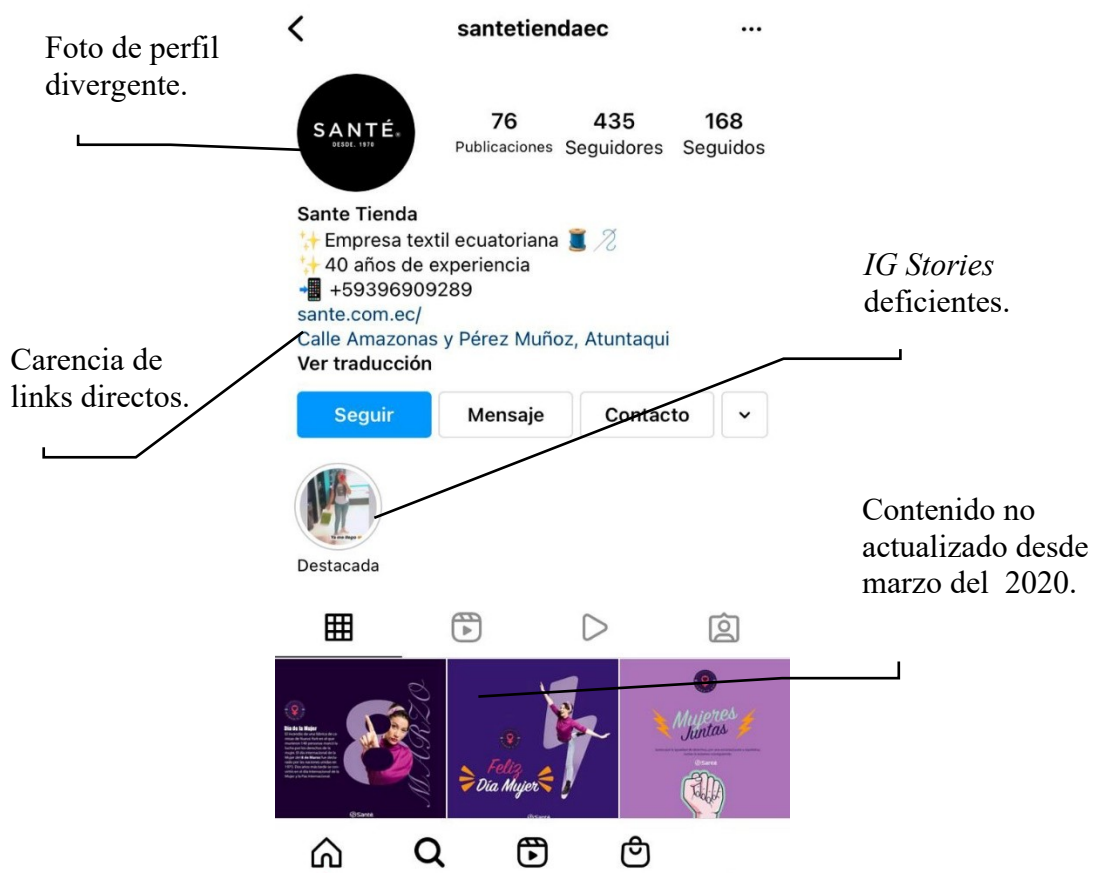 santetiendaec
Foto de perfil
divergente.
SANTÉ®
DESDE. 1970
76
Publicaciones
435
Seguidores
168
Seguidos
Sante Tienda
✨ Empresa textil ecuatoriana 🧵 🪡
✨ 40 años de experiencia
📲 +59396909289
sante.com.ec/
Calle Amazonas y Pérez Muñoz, Atuntaqui
Ver traducción
IG Stories
deficientes.
Carencia de
links directos.
Seguir
Mensaje
Contacto
Destacada
Contenido no
actualizado desde
marzo del 2020.
Día de la Mujer
MARZO
Santé
Feliz
Día Mujer
Santé
Mujeres
Juntas
Santé